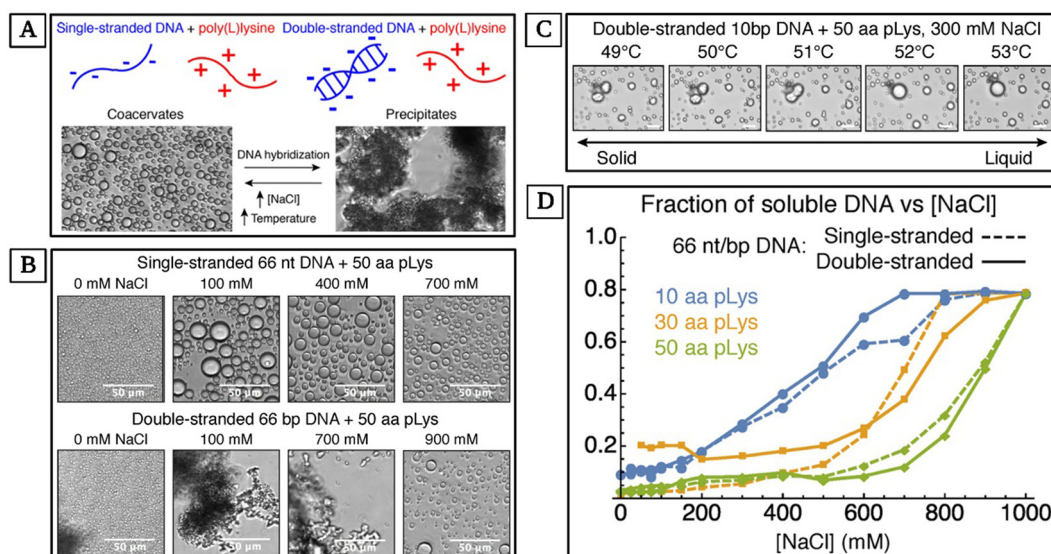 A
Single-stranded DNA + poly(L)lysine
Double-stranded DNA + poly(L)lysine
Coacervates
Precipitates
DNA hybridization
[NaCl]
Temperature
B
Single-stranded 66 nt DNA + 50 aa pLys
0 mM NaCl
100 mM
400 mM
700 mM
50 µm
50 µm
50 µm
50 µm
Double-stranded 66 bp DNA + 50 aa pLys
0 mM NaCl
100 mM
700 mM
900 mM
50 µm
50 µm
50 µm
50 µm
C
Double-stranded 10bp DNA + 50 aa pLys, 300 mM NaCl
49°C
50°C
51°C
52°C
53°C
Solid
Liquid
D
Fraction of soluble DNA vs [NaCl]
1.0
0.8
0.6
0.4
0.2
66 nt/bp DNA:
Single-stranded
Double-stranded
10 aa pLys
30 aa pLys
50 aa pLys
0
200
400
600
800
1000
[NaCl] (mM)